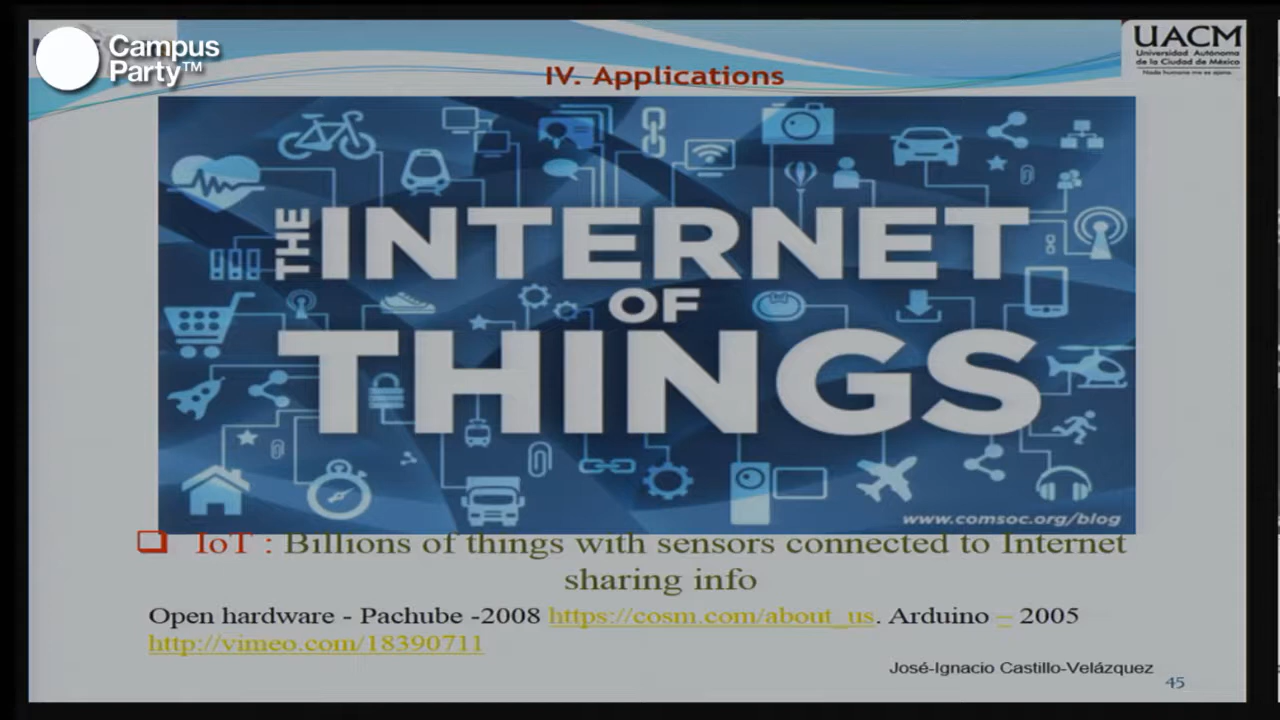 Campus
Party™
UACM
Universidad Autónoma
de la Ciudad de México
Nada humano me es ajeno
IV. Applications
THE INTERNET
OF
THINGS
www.comsoc.org/blog
IoT : Billions of things with sensors connected to Internet
sharing info
Open hardware - Pachube -2008 https://cosm.com/about_us. Arduino – 2005
http://vimeo.com/18390711
José-Ignacio Castillo-Velázquez
45